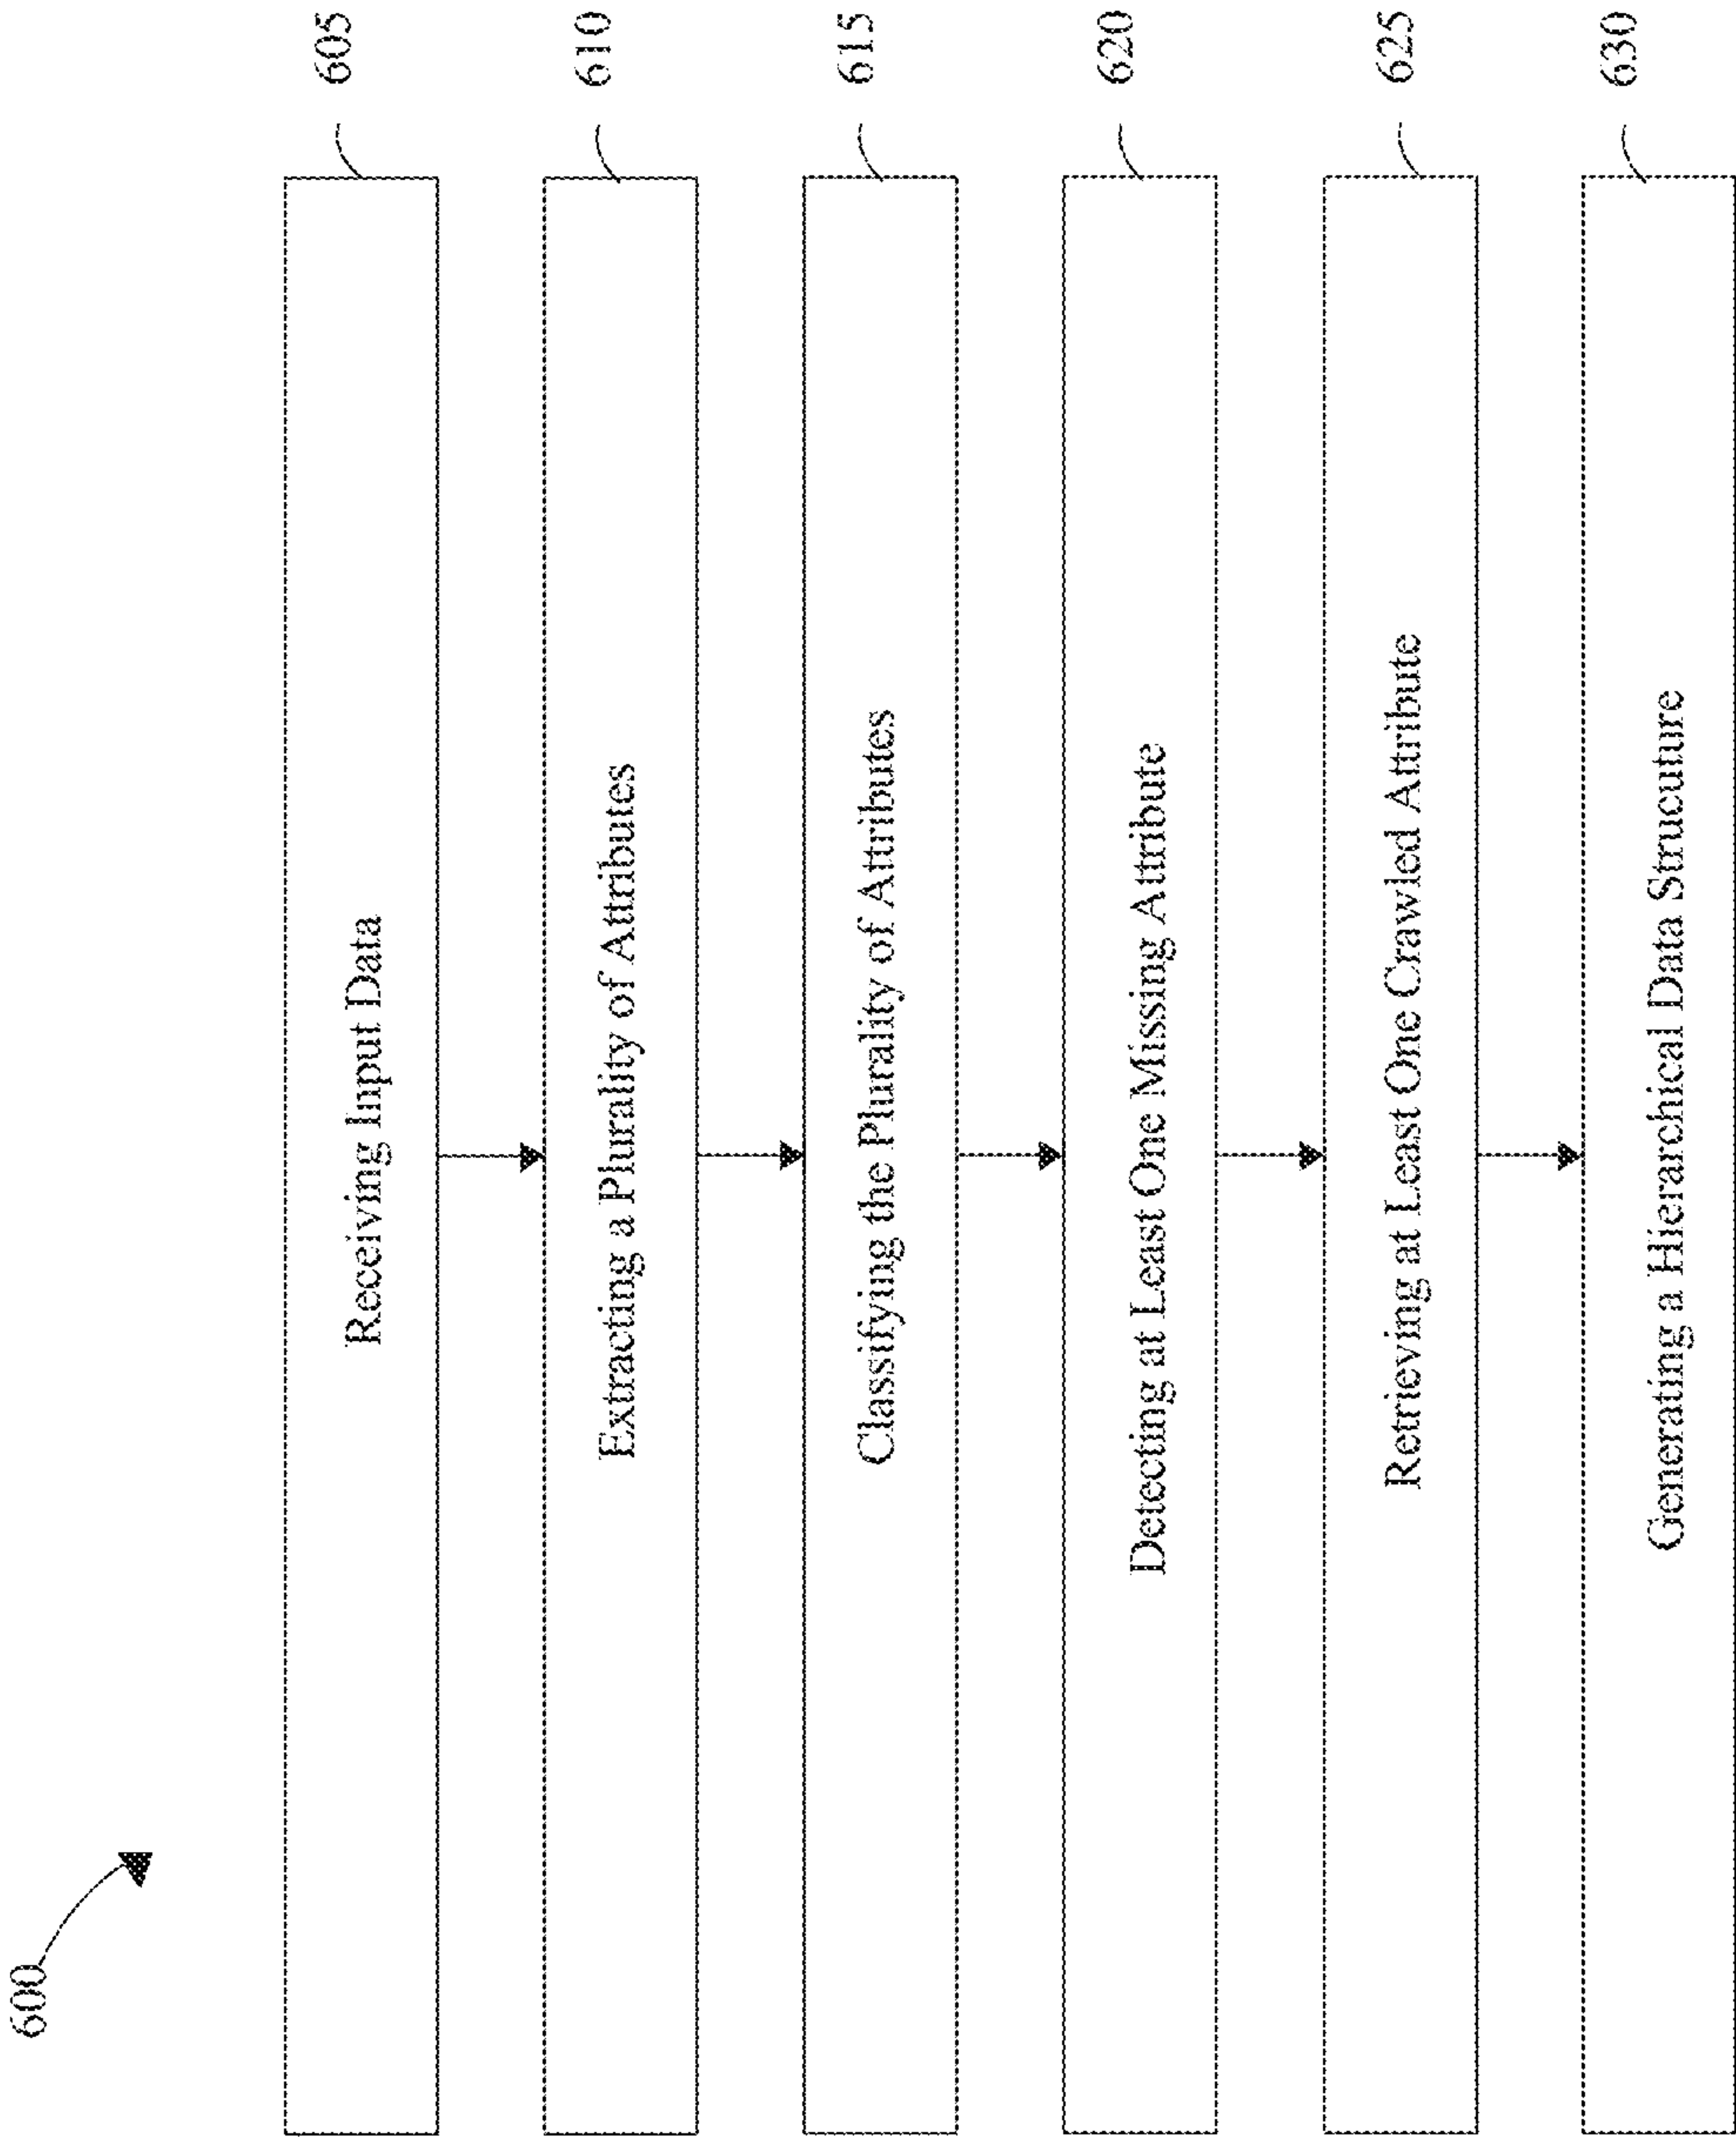 600
Receiving Input Data
605
Extracting a Plurality of Attributes
610
Classifying the Plurality of Attributes
615
Detecting at Least One Missing Attribute
620
Retrieving at Least One Crawled Attribute
625
Generating a Hierarchical Data Strucuture
630